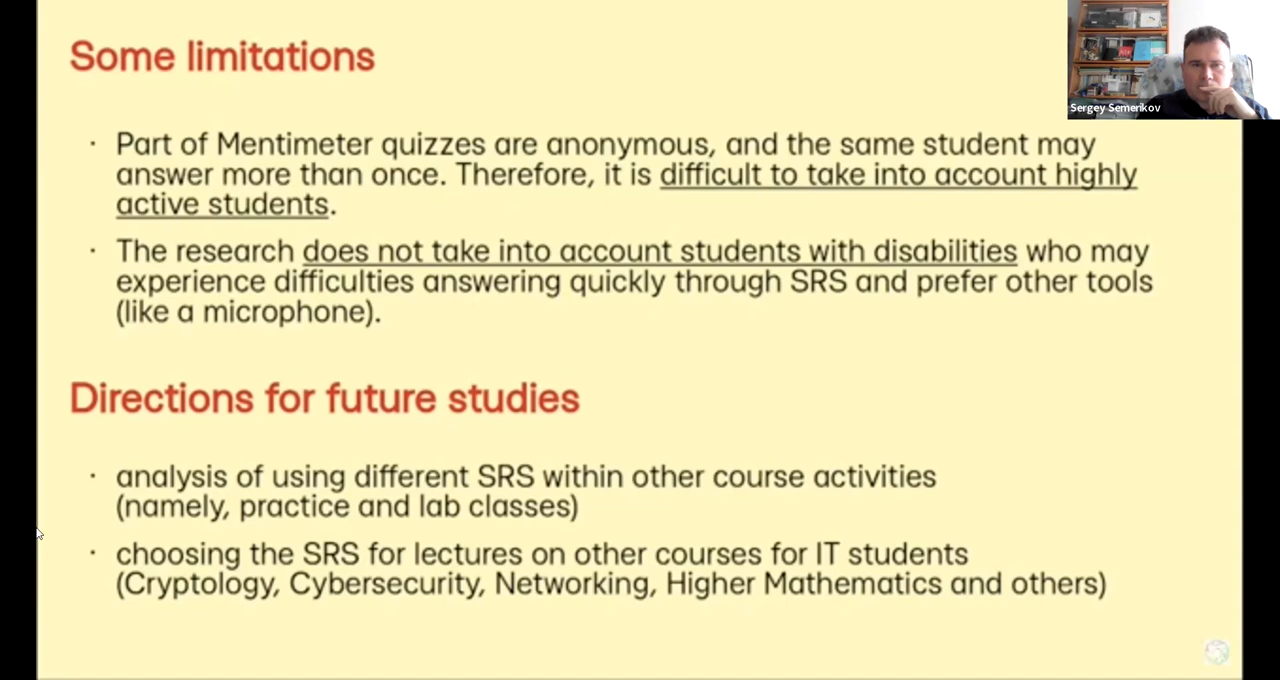 Some limitations
Sergey Semerikov
· Part of Mentimeter quizzes are anonymous, and the same student may
answer more than once. Therefore, it is difficult to take into account highly
active students.
· The research does not take into account students with disabilities who may
experience difficulties answering quickly through SRS and prefer other tools
(like a microphone).
Directions for future studies
· analysis of using different SRS within other course activities
(namely, practice and lab classes)
· choosing the SRS for lectures on other courses for IT students
(Cryptology, Cybersecurity, Networking, Higher Mathematics and others)